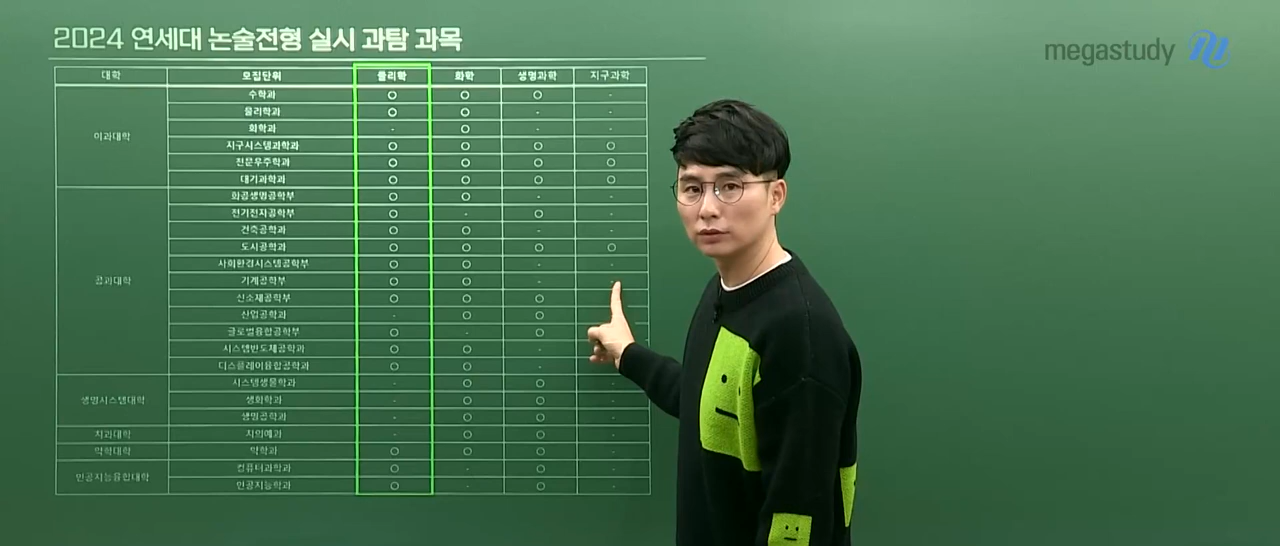 2024 연세대 논술전형 실시 과탐 과목
megastudy
대학 모집단위 물리학 화학 생명과학 지구과학
이과대학
수학과 ○ ○ ○ -
물리학과 ○ ○ - -
화학과 - ○ - -
지구시스템과학과 ○ ○ ○ ○
천문우주학과 ○ ○ ○ ○
대기과학과 ○ ○ ○ ○
공과대학
화공생명공학부 ○ ○ - -
전기전자공학부 ○ - ○ -
건축공학과 ○ ○ - -
도시공학과 ○ ○ ○ ○
사회환경시스템공학부 ○ ○ - -
기계공학부 ○ ○ -
신소재공학부 ○ ○ ○ -
산업공학과 - ○ ○
글로벌융합공학부 ○ - ○
시스템반도체공학과 ○ ○ -
디스플레이융합공학과 ○ ○ - -
생명시스템대학
시스템생물학과 - ○ ○ -
생화학과 - ○ ○ -
생명공학과 - ○ ○ -
치과대학 치의예과 - ○ ○ -
약학대학 약학과 ○ ○ ○ -
인공지능융합대학
컴퓨터과학과 ○ - ○ -
인공지능학과 ○ - ○ -